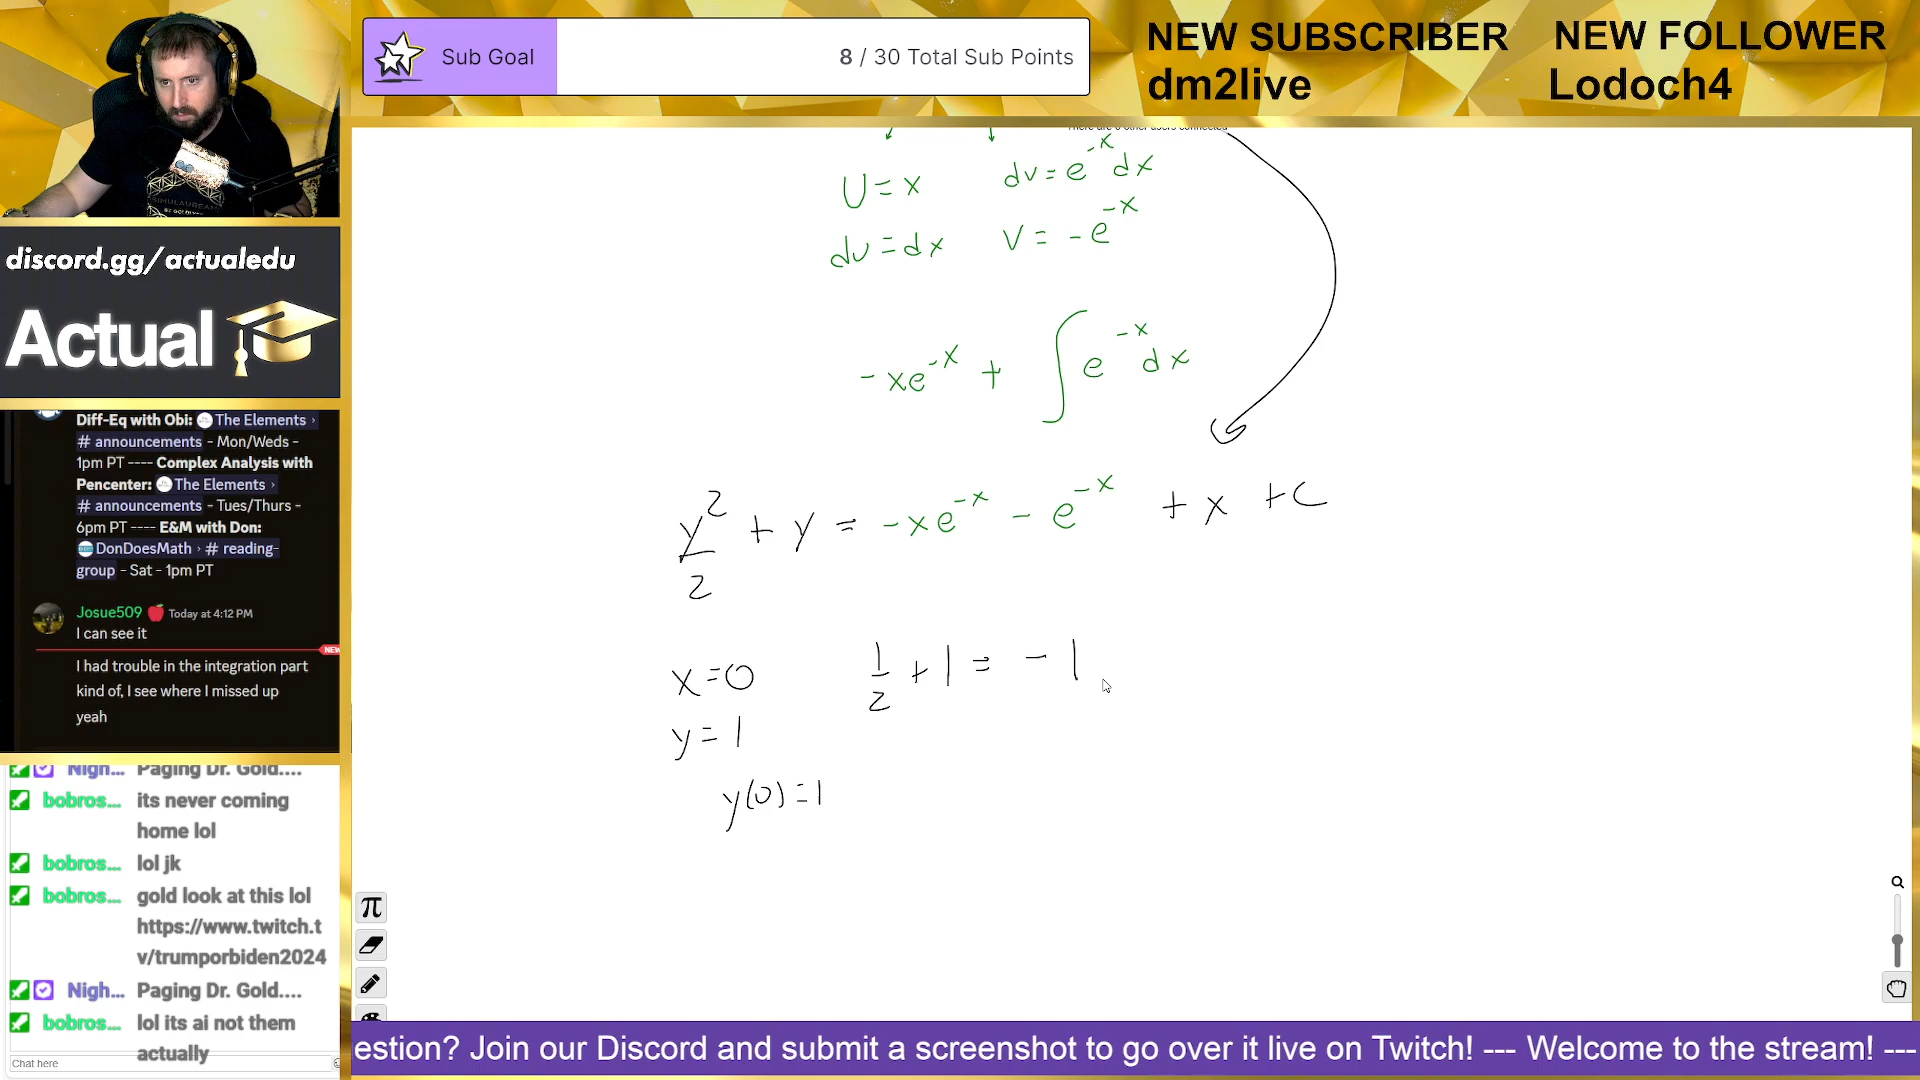 Sub Goal
8 / 30 Total Sub Points
NEW SUBSCRIBER
dm2live
NEW FOLLOWER
Lodoch4
discord.gg/actualedu
Actual
Diff-Eq with Obi: The Elements ›
# announcements - Mon/Weds -
1pm PT ---- Complex Analysis with
Pencenter: The Elements ›
# announcements - Tues/Thurs -
6pm PT ---- E&M with Don:
DonDoesMath › # reading-
group - Sat - 1pm PT
Josue509 Today at 4:12 PM
I can see it
NEW
I had trouble in the integration part
kind of, I see where I missed up
yeah
Nigh... Paging Dr. Gold....
bobros... its never coming
home lol
bobros... lol jk
bobros... gold look at this lol
https://www.twitch.t
v/trumporbiden2024
Nigh... Paging Dr. Gold....
bobros... lol its ai not them
actually
Chat here
U = x dv = e^-x dx
du = dx v = -e^-x
-xe^-x + ∫ e^-x dx
y^2/2 + y = -xe^-x - e^-x + x + c
x=0 1/2 + 1 = -1
y=1
y(0)=1
π
estion? Join our Discord and submit a screenshot to go over it live on Twitch! --- Welcome to the stream! ---